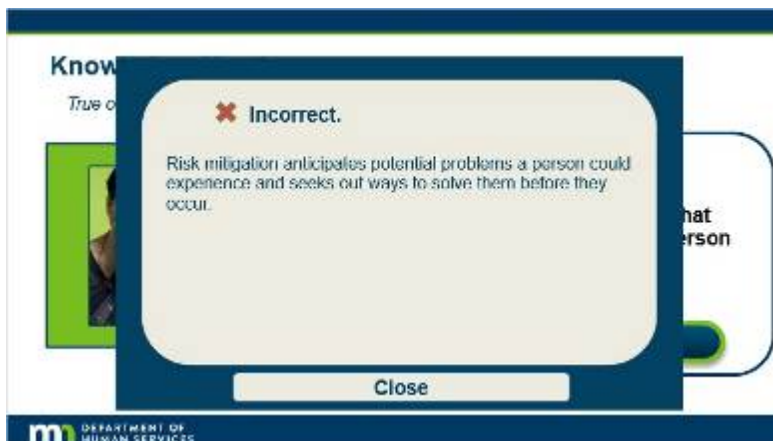 Know
True o
✖ Incorrect.
Risk mitigation anticipates potential problems a person could
experience and seeks out ways to solve them before they
occur.
hat
erson
Close
DEPARTMENT OF
HUMAN SERVICES